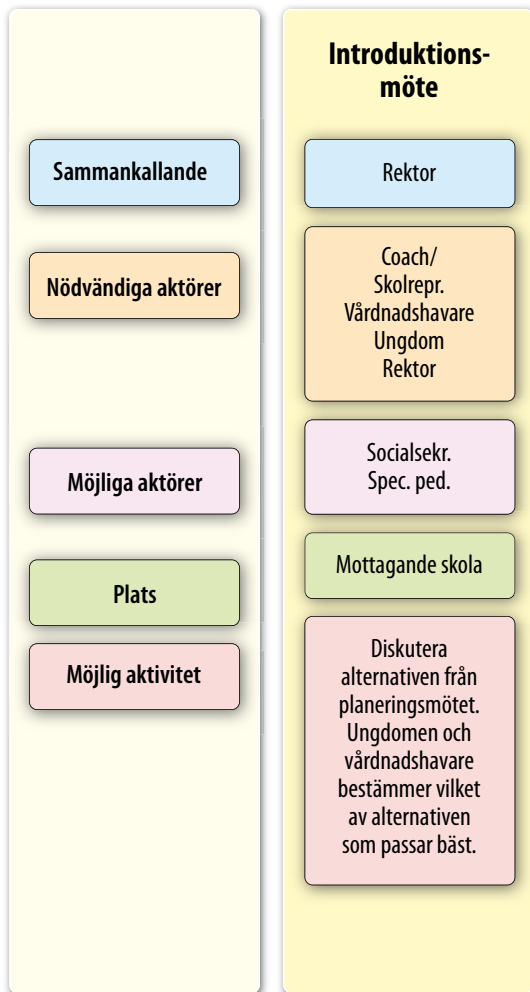 Introduktions-
möte
Sammankallande
Rektor
Nödvändiga aktörer
Coach/
Skolrepr.
Vårdnadshavare
Ungdom
Rektor
Möjliga aktörer
Socialsekr.
Spec. ped.
Plats
Mottagande skola
Möjlig aktivitet
Diskutera
alternativen från
planeringsmötet.
Ungdomen och
vårdnadshavare
bestämmer vilket
av alternativen
som passar bäst.